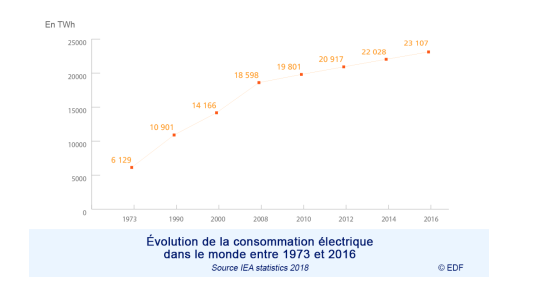 En TWh
25000
20000
15000
10000
5000
0
6 129
10 901
14 166
18 598
19 801
20 917
22 028
23 107
1973 1990 2000 2008 2010 2012 2014 2016
Évolution de la consommation électrique
dans le monde entre 1973 et 2016
Source IEA statistics 2018
© EDF